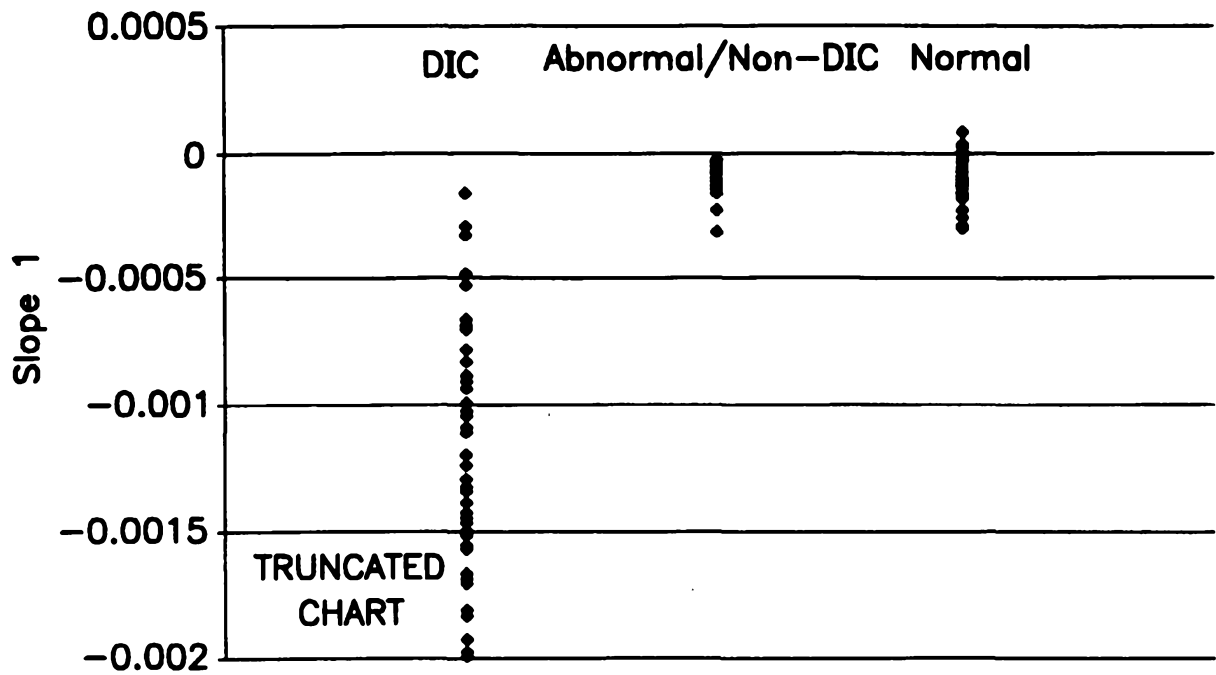 0.0005
DIC Abnormal/Non-DIC Normal
0
-0.0005
Slope 1
-0.001
-0.0015
TRUNCATED
CHART
-0.002